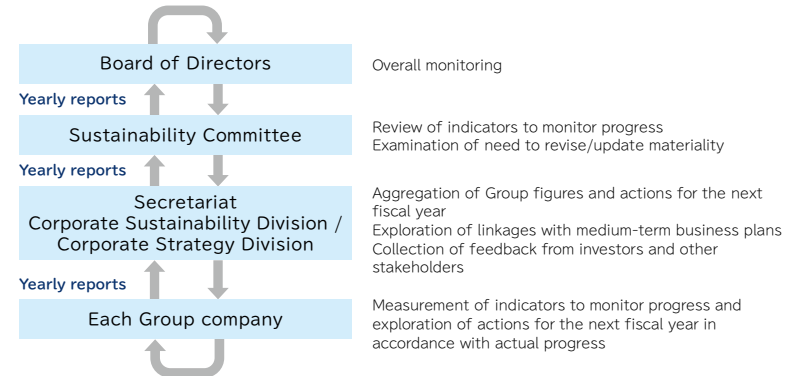 Board of Directors
Overall monitoring
Yearly reports
Sustainability Committee
Review of indicators to monitor progress
Examination of need to revise/update materiality
Yearly reports
Secretariat
Corporate Sustainability Division /
Corporate Strategy Division
Aggregation of Group figures and actions for the next
fiscal year
Exploration of linkages with medium-term business plans
Collection of feedback from investors and other
stakeholders
Yearly reports
Each Group company
Measurement of indicators to monitor progress and
exploration of actions for the next fiscal year in
accordance with actual progress